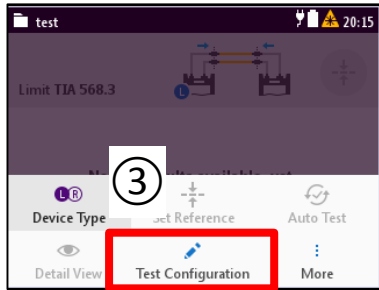 test 20:15
Limit TIA 568.3
L
③
L R
Device Type Set Reference Auto Test
Detail View Test Configuration More